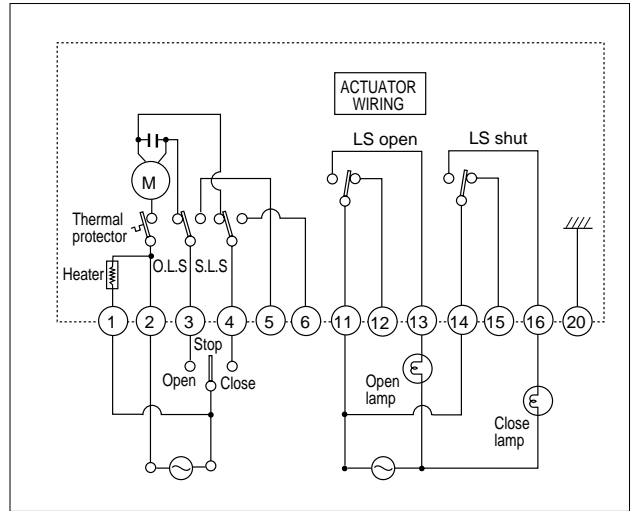 ACTUATOR
WIRING
LS open
LS shut
M
Thermal
protector
O.L.S
S.L.S
Heater
1
2
3
4
5
6
11
12
13
14
15
16
20
Stop
Open
Close
Open
lamp
Close
lamp